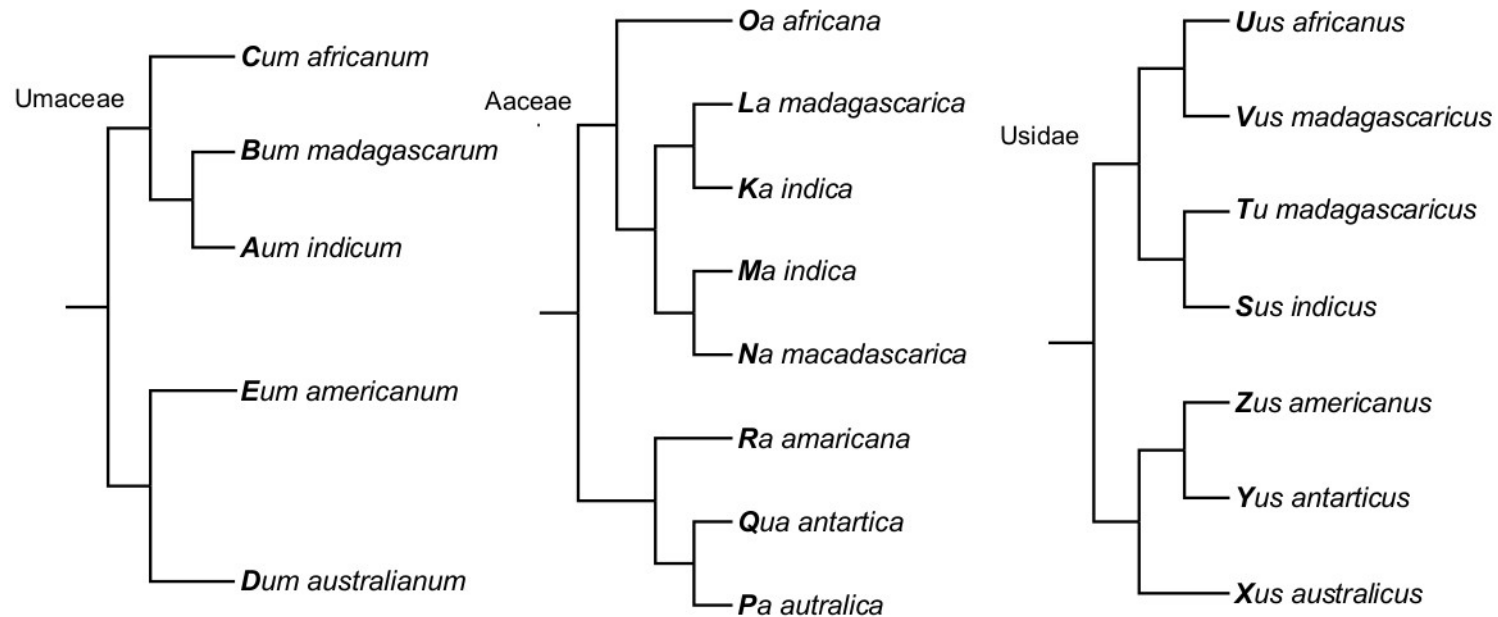 Umaceae
Cum africanum
Bum madagascarum
Aum indicum
Eum americanum
Dum australianum
Aaceae
Oa africana
La madagascarica
Ka indica
Ma indica
Na macadascarica
Ra amaricana
Qua antartica
Pa autralica
Usidae
Uus africanus
Vus madagascaricus
Tu madagascaricus
Sus indicus
Zus americanus
Yus antarticus
Xus australicus